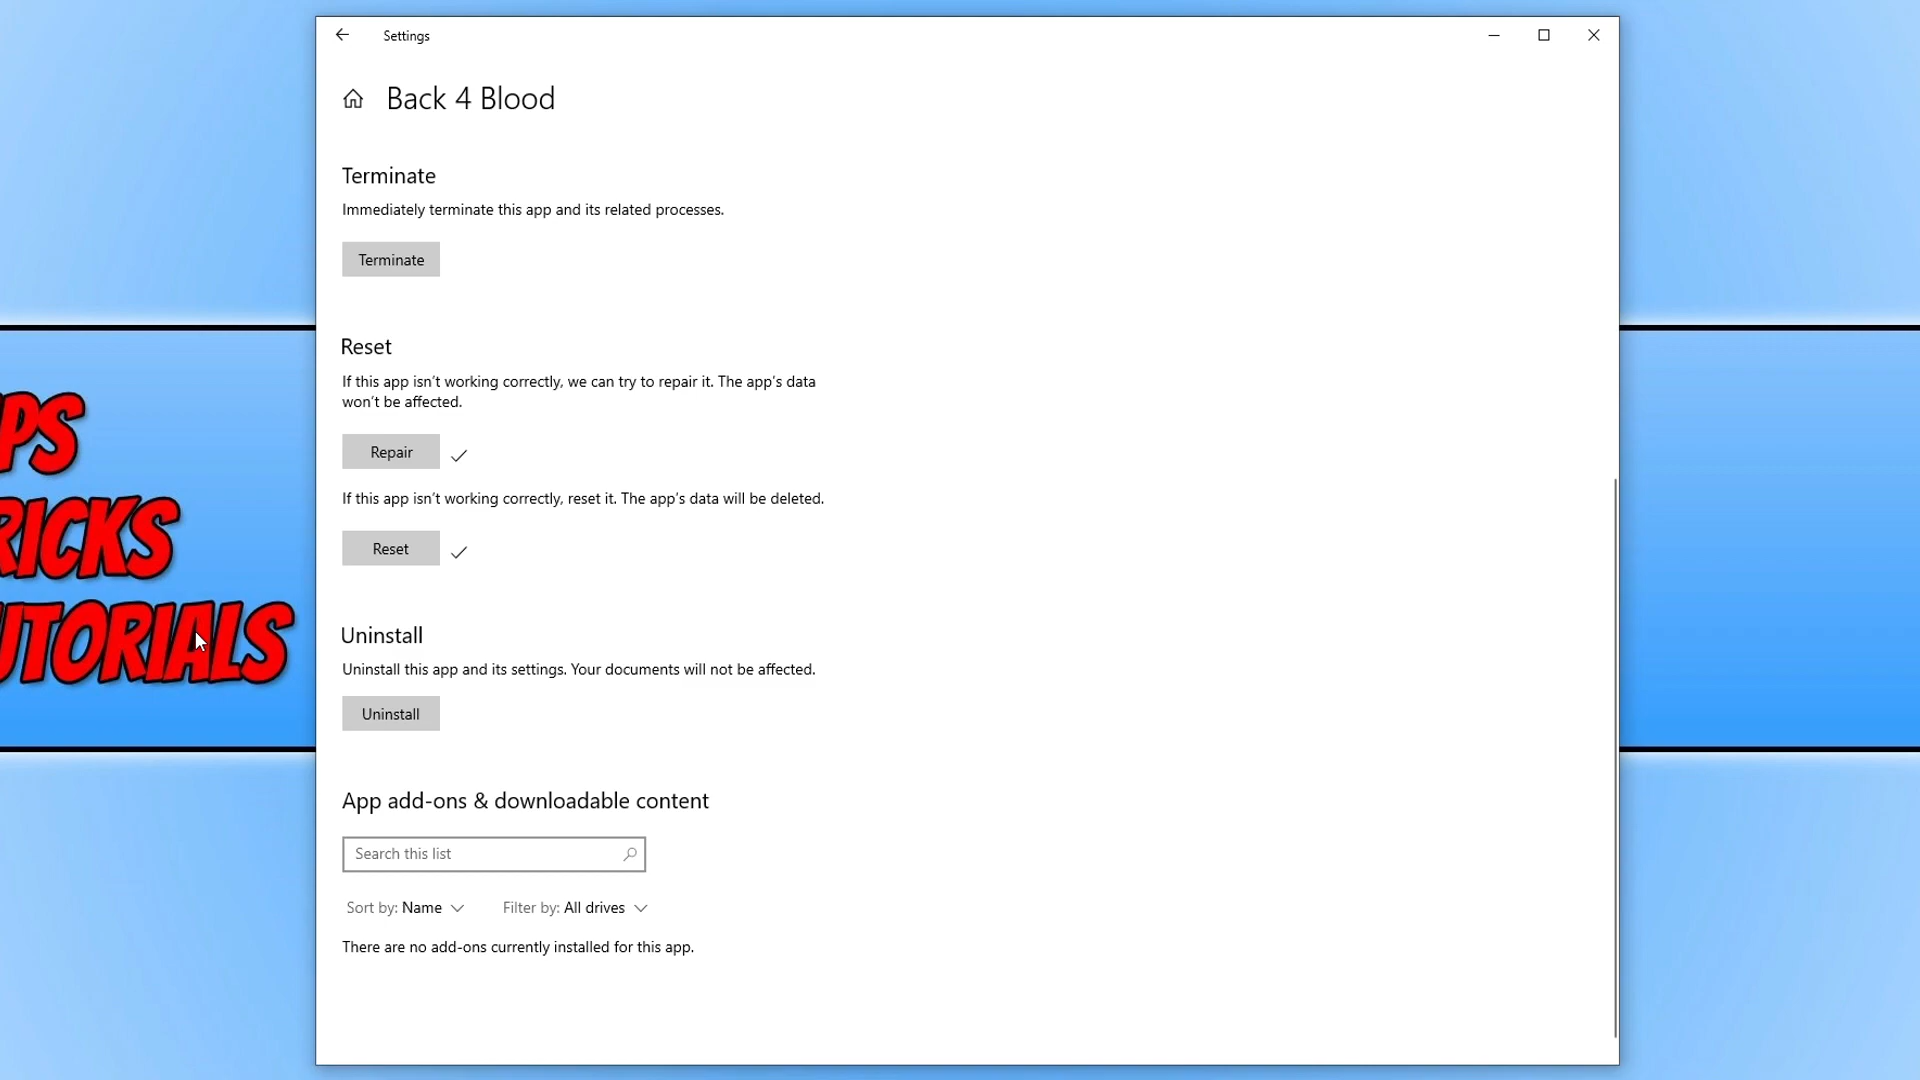 Settings
Back 4 Blood
Terminate
Immediately terminate this app and its related processes.
Terminate
Reset
If this app isn't working correctly, we can try to repair it. The app's data
won't be affected.
Repair
If this app isn't working correctly, reset it. The app's data will be deleted.
Reset
Uninstall
Uninstall this app and its settings. Your documents will not be affected.
Uninstall
App add-ons & downloadable content
Search this list
Sort by: Name Filter by: All drives
There are no add-ons currently installed for this app.
PS
RICKS
UTORIALS